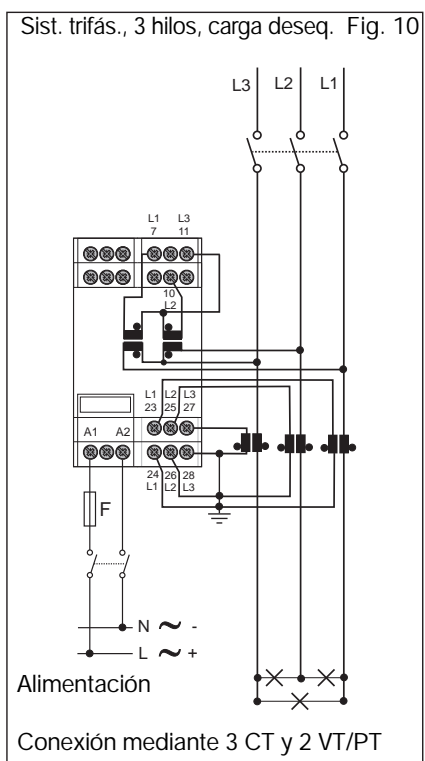 Sist. trifás., 3 hilos, carga deseq. Fig. 10
L3 L2 L1
L1 L3
7 11
10
L2
L1 L2 L3
23 25 27
A1 A2
24 26 28
L1 L2 L3
F
N ~ -
L ~ +
Alimentación
Conexión mediante 3 CT y 2 VT/PT